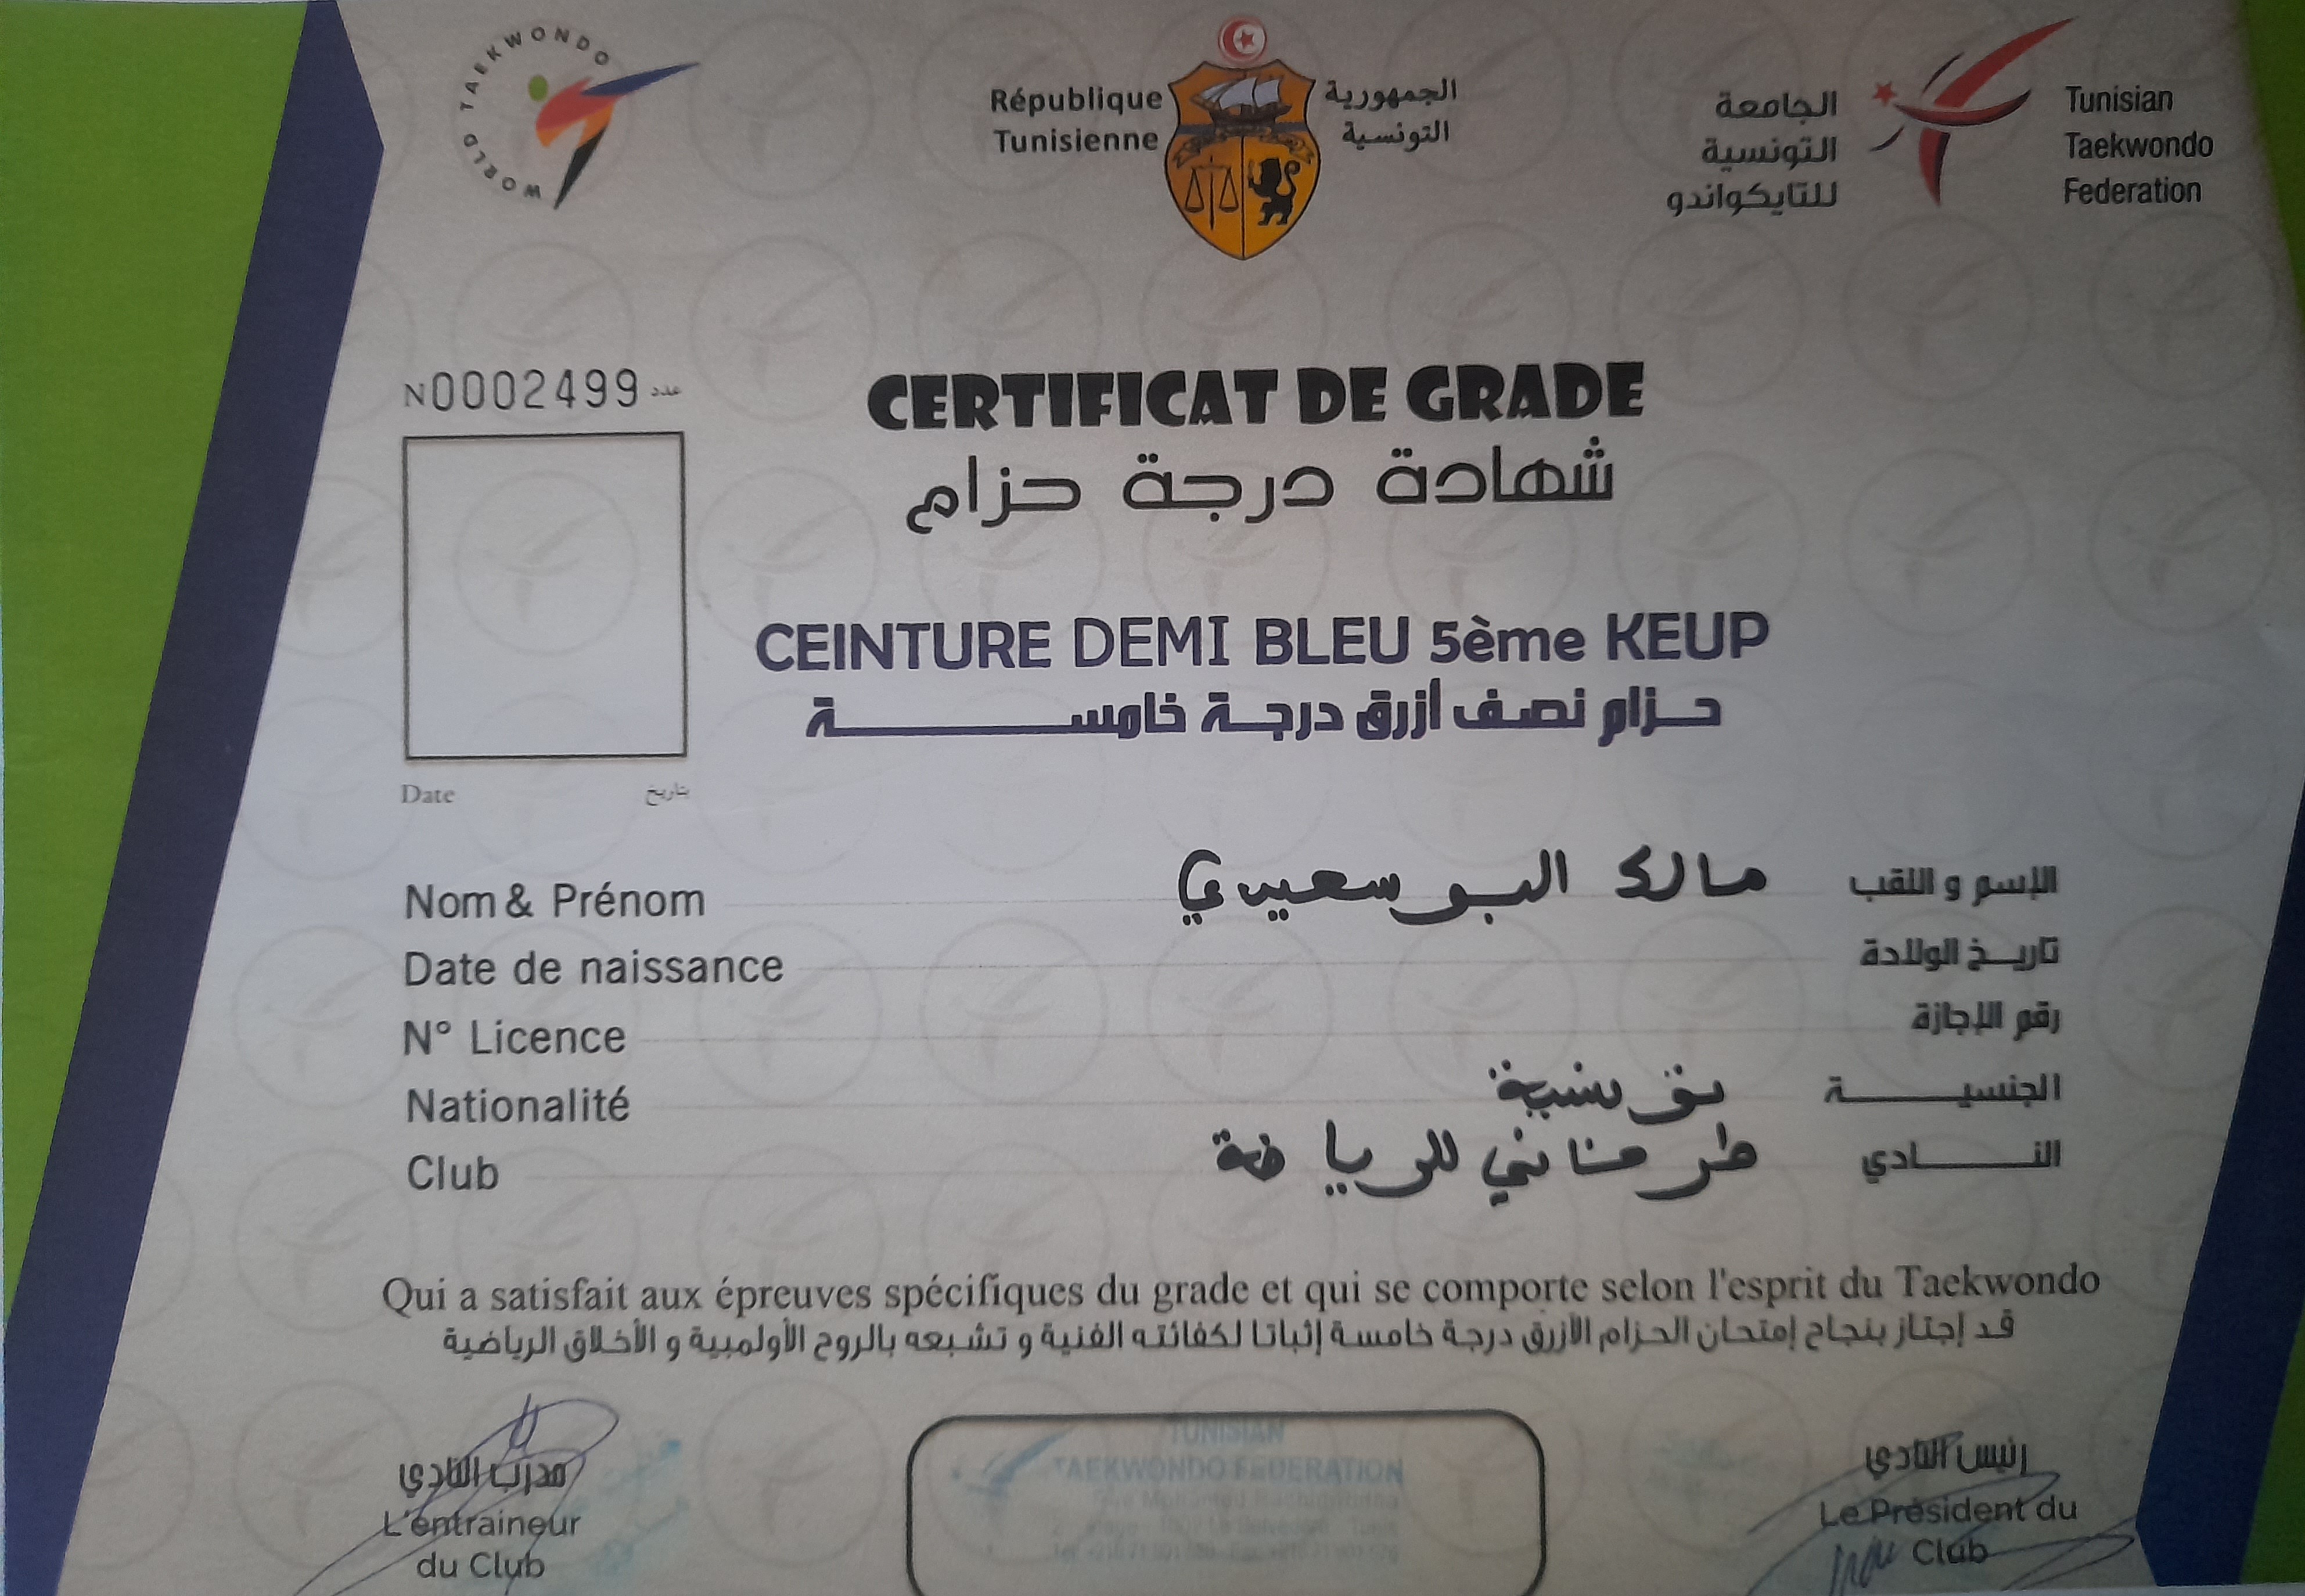 WORLD TAEKWONDO
République
Tunisienne
الجمهورية
التونسية
الجامعة
التونسية
للتايكواندو
Tunisian
Taekwondo
Federation
N0002499 عدد
CERTIFICAT DE GRADE
شهادة درجة حزام
CEINTURE DEMI BLEU 5ème KEUP
حزام نصف أزرق درجة خامسة
Date بتاريخ
Nom & Prénom مالك البوسعيدي الإسم و اللقب
Date de naissance تاريخ الولادة
N° Licence رقم الإجازة
Nationalité تونسية الجنسية
Club للرياضة النادي
Qui a satisfait aux épreuves spécifiques du grade et qui se comporte selon l'esprit du Taekwondo
قد إجتاز بنجاح إمتحان الحزام الأزرق درجة خامسة إثباتا لكفائته الفنية و تشبعه بالروح الأولمبية و الأخلاق الرياضية
مدرب النادي
L'entraineur
du Club
TUNISIAN
TAEKWONDO FEDERATION
رئيس النادي
Le Président du
Club